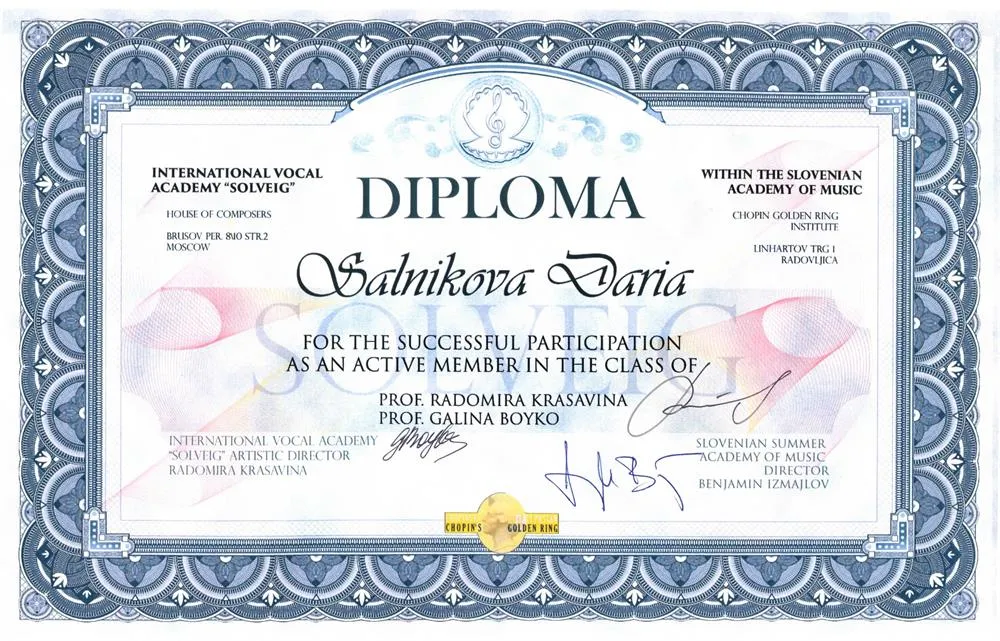 INTERNATIONAL VOCAL
ACADEMY "SOLVEIG"
HOUSE OF COMPOSERS
BRUSOV PER. 8\10 STR.2
MOSCOW
DIPLOMA
WITHIN THE SLOVENIAN
ACADEMY OF MUSIC
CHOPIN GOLDEN RING
INSTITUTE
LINHARTOV TRG 1
RADOVLJICA
Salnikova Daria
SOLVEIG
FOR THE SUCCESSFUL PARTICIPATION
AS AN ACTIVE MEMBER IN THE CLASS OF
PROF. RADOMIRA KRASAVINA
PROF. GALINA BOYKO
INTERNATIONAL VOCAL ACADEMY
"SOLVEIG" ARTISTIC DIRECTOR
RADOMIRA KRASAVINA
SLOVENIAN SUMMER
ACADEMY OF MUSIC
DIRECTOR
BENJAMIN IZMAJLOV
CHOPIN'S GOLDEN RING